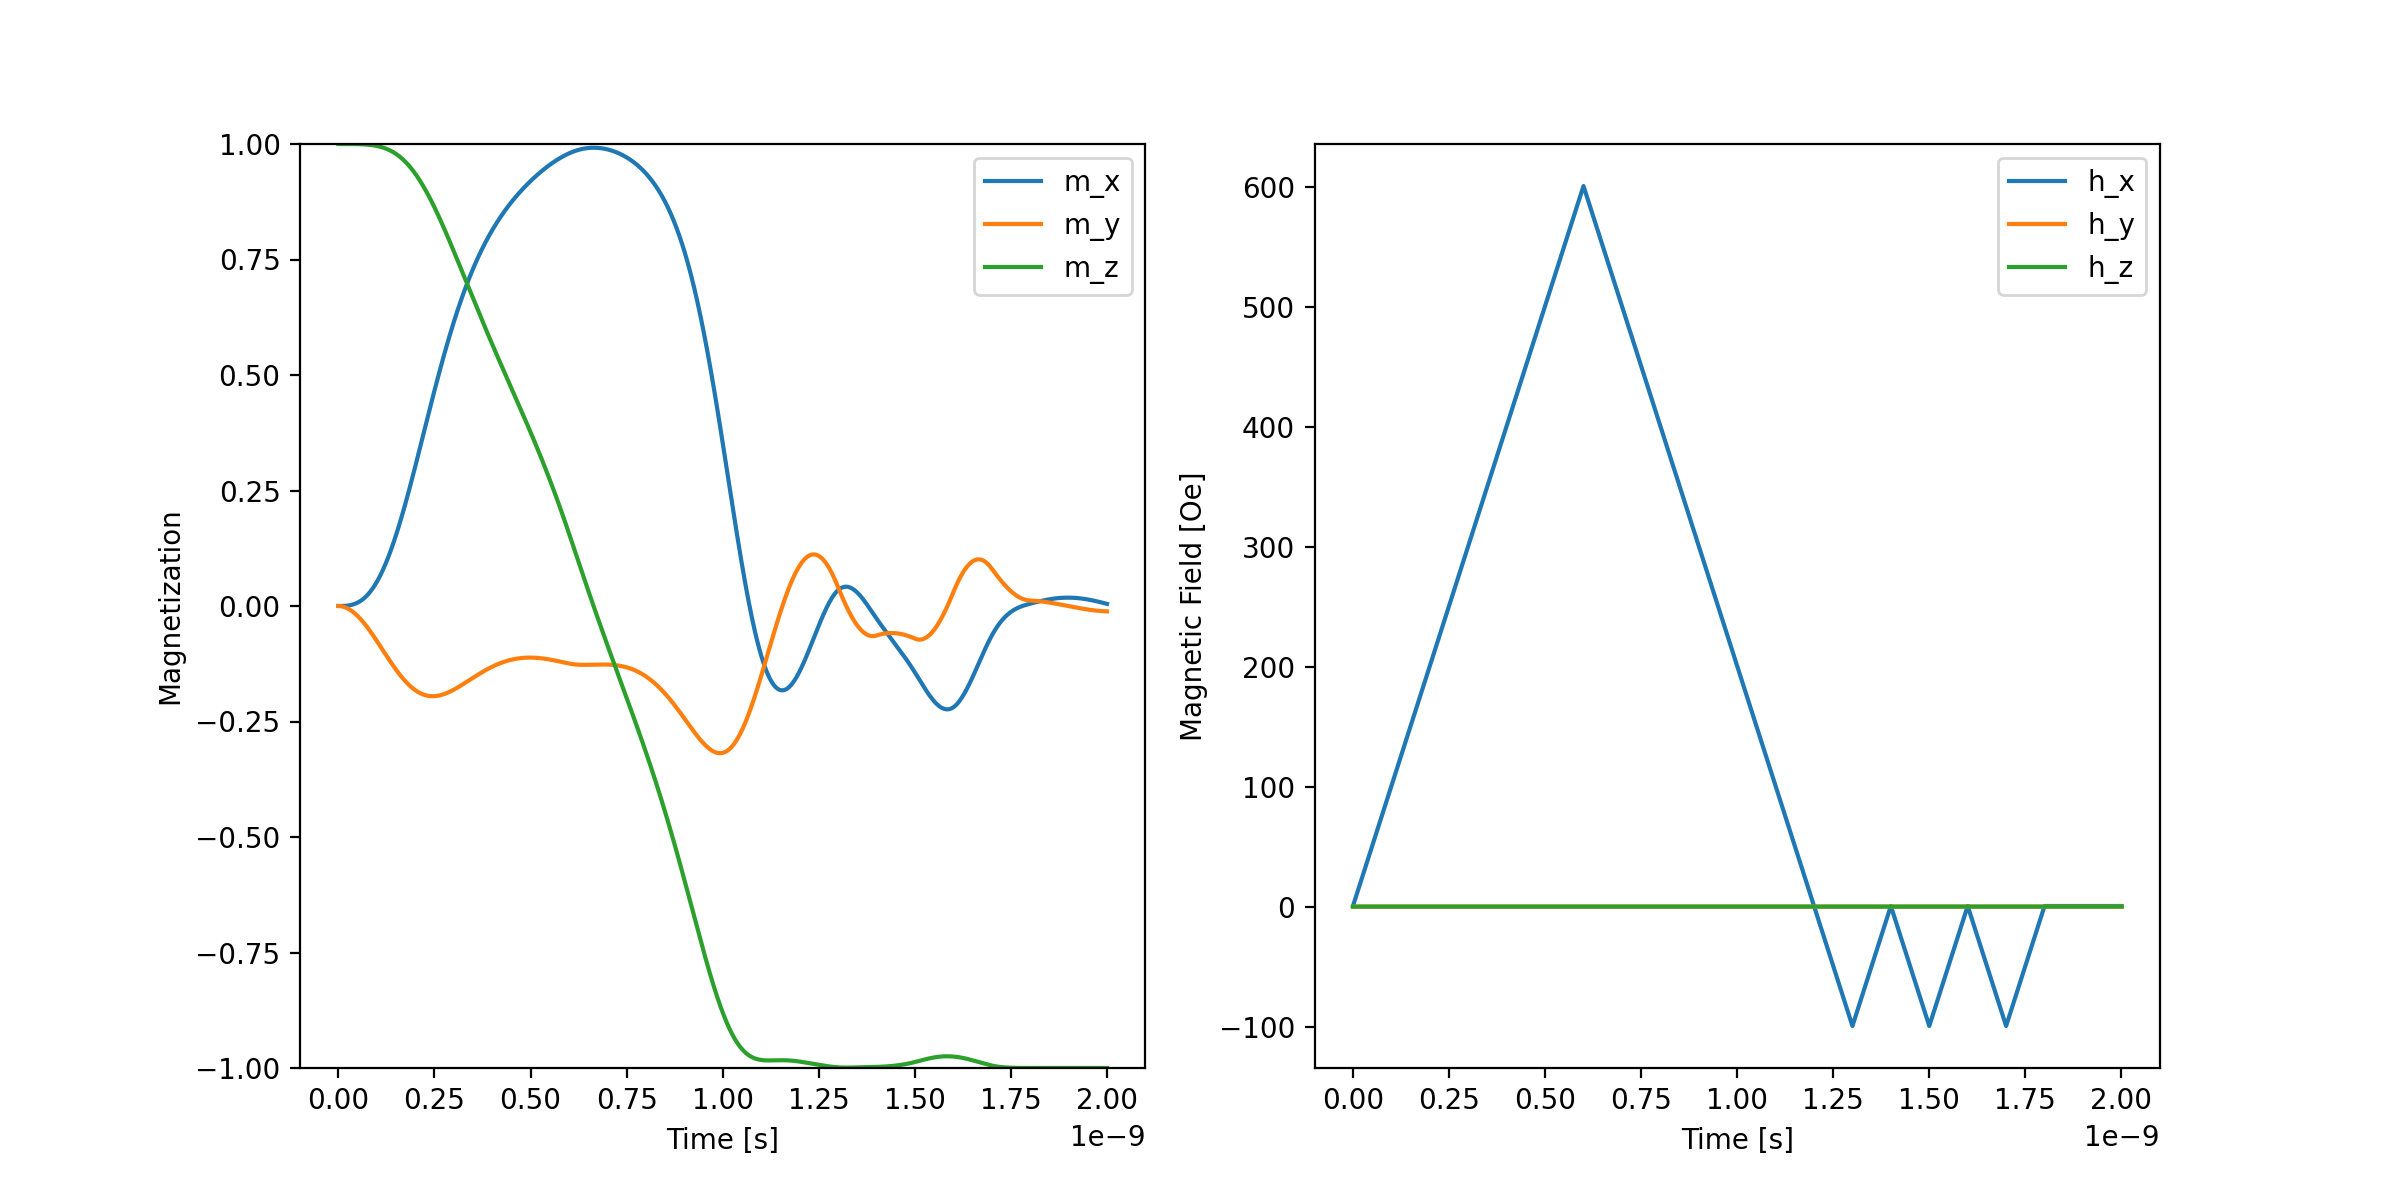 1.00
0.75
0.50
0.25
0.00
−0.25
−0.50
−0.75
−1.00
Magnetization
m_x
m_y
m_z
0.00 0.25 0.50 0.75 1.00 1.25 1.50 1.75 2.00
Time [s]
1e−9
600
500
400
300
200
100
0
−100
Magnetic Field [Oe]
h_x
h_y
h_z
0.00 0.25 0.50 0.75 1.00 1.25 1.50 1.75 2.00
Time [s]
1e−9